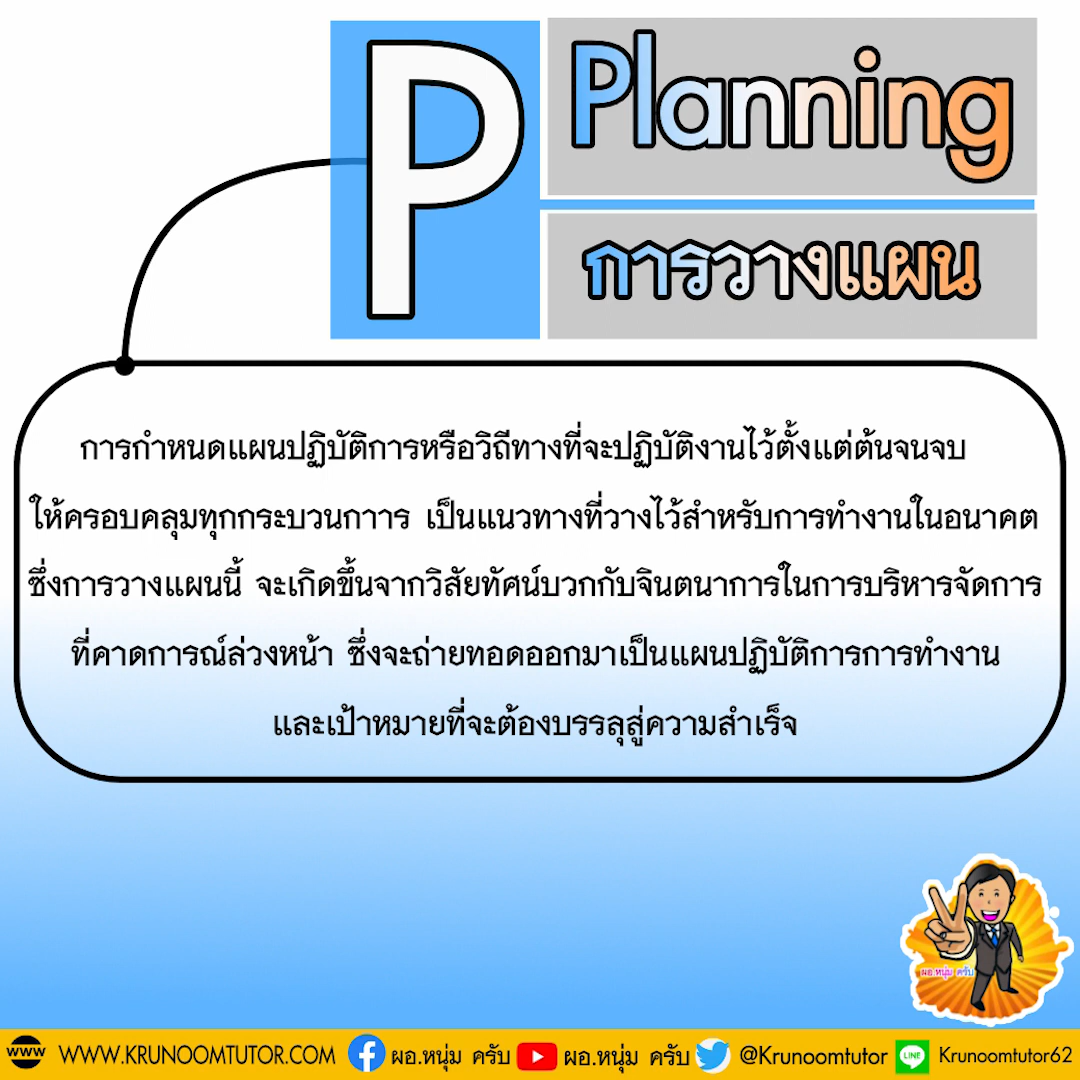 P
Planning
การวางแผน
การกำหนดแผนปฏิบัติการหรือวิถีทางที่จะปฏิบัติงานไว้ตั้งแต่ต้นจนจบ
ให้ครอบคลุมทุกกระบวนกาาร เป็นแนวทางที่วางไว้สำหรับการทำงานในอนาคต
ซึ่งการวางแผนนี้ จะเกิดขึ้นจากวิสัยทัศน์บวกกับจินตนาการในการบริหารจัดการ
ที่คาดการณ์ล่วงหน้า ซึ่งจะถ่ายทอดออกมาเป็นแผนปฏิบัติการการทำงาน
และเป้าหมายที่จะต้องบรรลุสู่ความสำเร็จ
ผอ.หนุ่ม ครับ
www WWW.KRUNOOMTUTOR.COM ผอ.หนุ่ม ครับ ผอ.หนุ่ม ครับ @Krunoomtutor LINE Krunoomtutor62